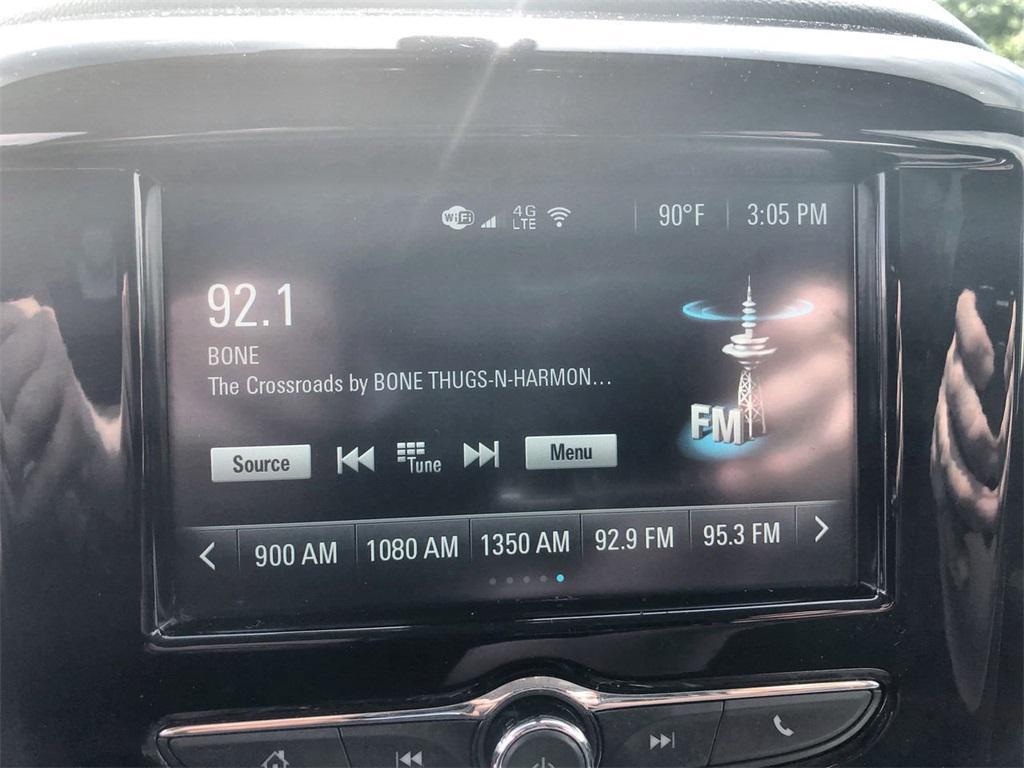 WiFi 4G LTE 90°F 3:05 PM
92.1
BONE
The Crossroads by BONE THUGS-N-HARMON...
FM
Source Tune Menu
900 AM 1080 AM 1350 AM 92.9 FM 95.3 FM